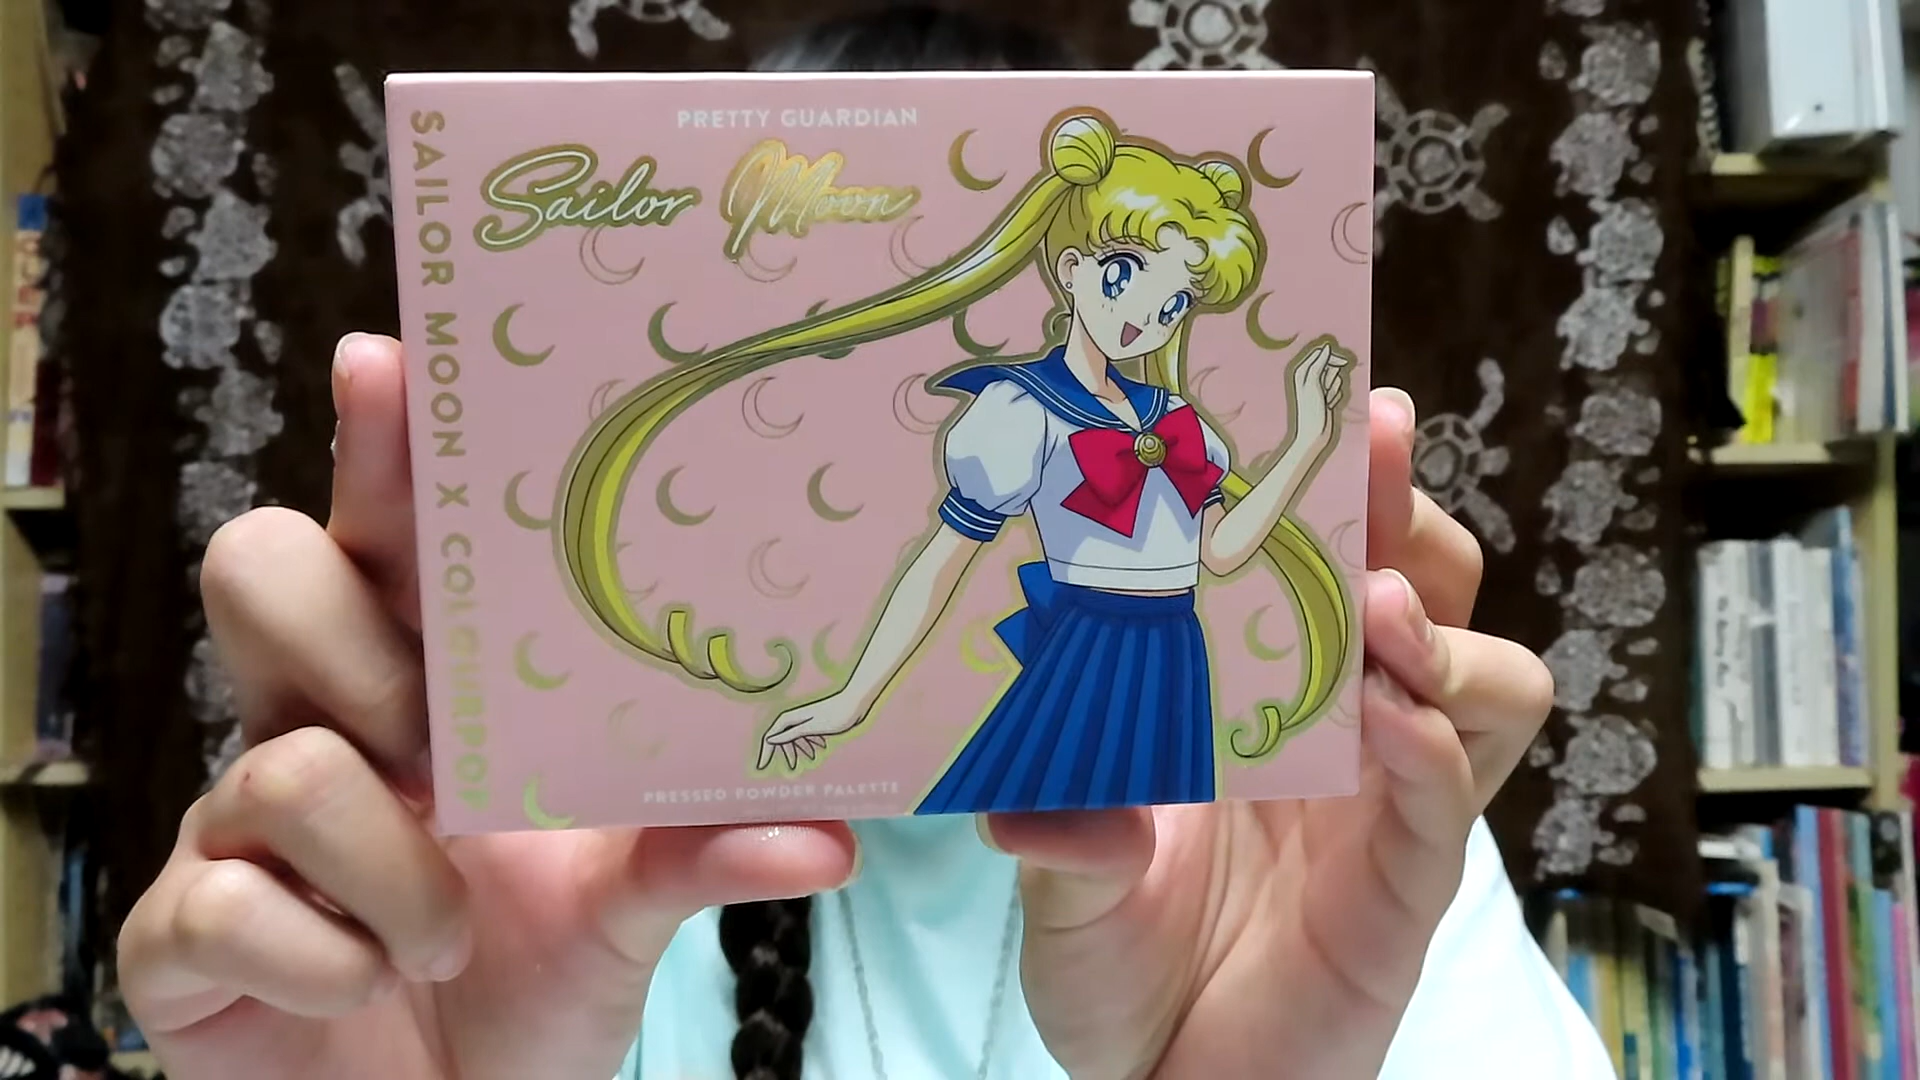 PRETTY GUARDIAN
Sailor Moon
SAILOR MOON X COLOURPOP
PRESSED POWDER PALETTE